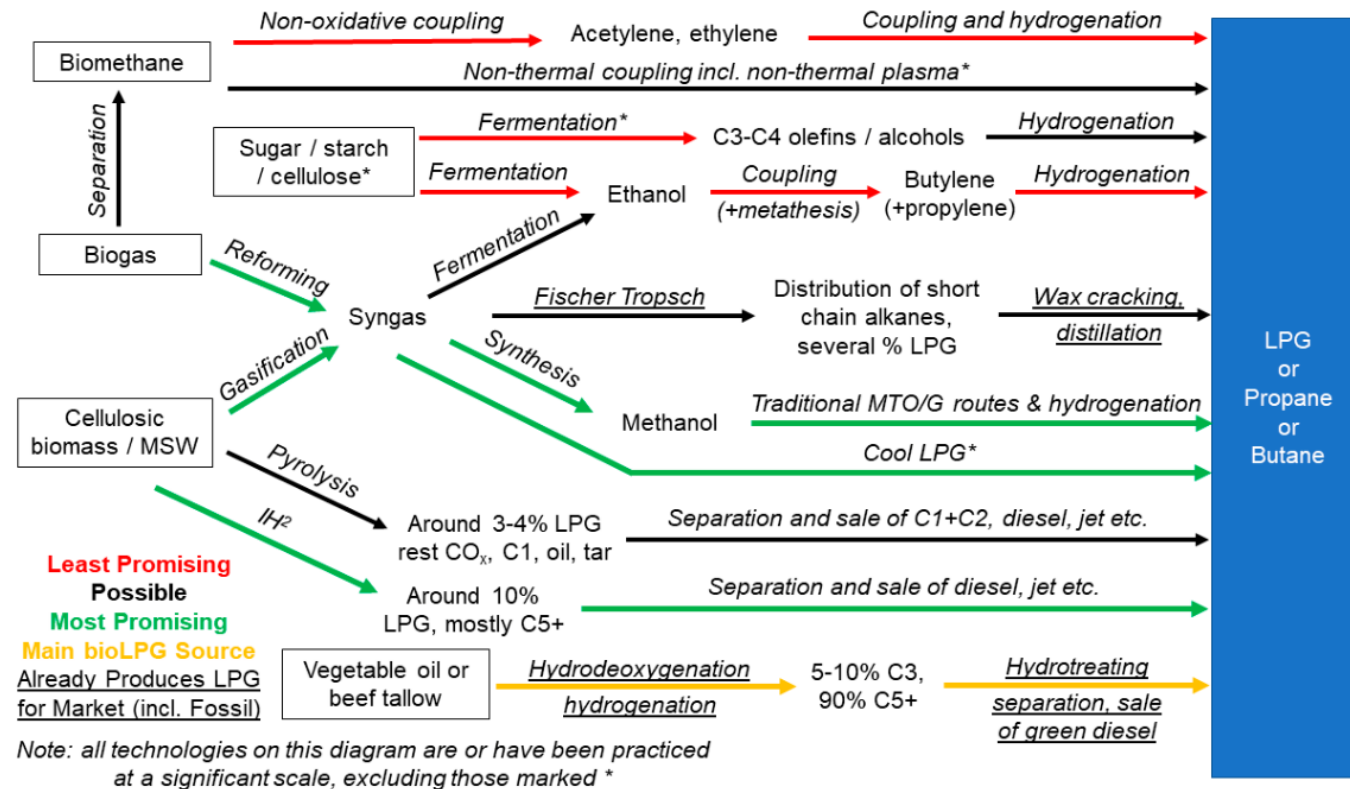 Non-oxidative coupling
Acetylene, ethylene
Coupling and hydrogenation
Biomethane
Non-thermal coupling incl. non-thermal plasma*
Separation
Sugar / starch
/ cellulose*
Fermentation*
C3-C4 olefins / alcohols
Hydrogenation
Fermentation
Ethanol
Coupling
(+metathesis)
Butylene
(+propylene)
Hydrogenation
Biogas
Reforming
Fermentation
Syngas
Fischer Tropsch
Distribution of short
chain alkanes,
several % LPG
Wax cracking,
distillation
Gasification
Synthesis
Cellulosic
biomass / MSW
Methanol
Traditional MTO/G routes & hydrogenation
Cool LPG*
LPG
or
Propane
or
Butane
Pyrolysis
Around 3-4% LPG
rest COₓ, C1, oil, tar
Separation and sale of C1+C2, diesel, jet etc.
IH²
Around 10%
LPG, mostly C5+
Separation and sale of diesel, jet etc.
Least Promising
Possible
Most Promising
Main bioLPG Source
Already Produces LPG
for Market (incl. Fossil)
Vegetable oil or
beef tallow
Hydrodeoxygenation
hydrogenation
5-10% C3,
90% C5+
Hydrotreating
separation, sale
of green diesel
Note: all technologies on this diagram are or have been practiced
at a significant scale, excluding those marked *